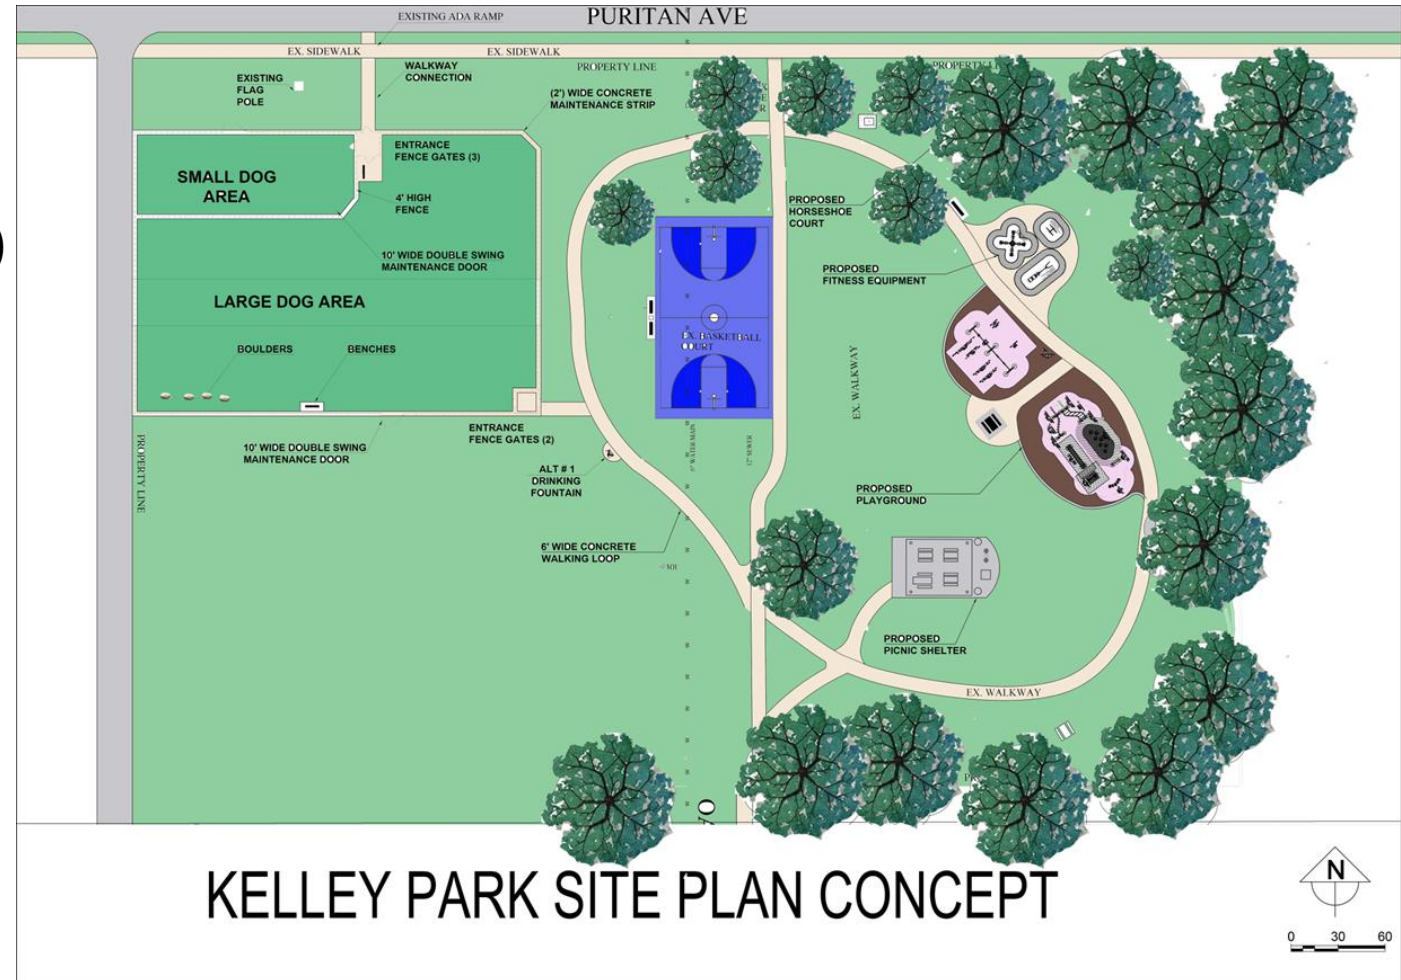 EXISTING ADA RAMP
PURITAN AVE
EX. SIDEWALK
EX. SIDEWALK
WALKWAY
CONNECTION
PROPERTY LINE
EXISTING
FLAG
POLE
(2') WIDE CONCRETE
MAINTENANCE STRIP
ENTRANCE
FENCE GATES (3)
SMALL DOG
AREA
4' HIGH
FENCE
PROPOSED
HORSESHOE
COURT
10' WIDE DOUBLE SWING
MAINTENANCE DOOR
PROPOSED
FITNESS EQUIPMENT
LARGE DOG AREA
EX. BASKETBALL
COURT
BOULDERS
BENCHES
EX. WALKWAY
ENTRANCE
FENCE GATES (2)
10' WIDE DOUBLE SWING
MAINTENANCE DOOR
PROPERTY LINE
WATER MAIN
12" SEWER
ALT # 1
DRINKING
FOUNTAIN
PROPOSED
PLAYGROUND
6' WIDE CONCRETE
WALKING LOOP
PROPOSED
PICNIC SHELTER
EX. WALKWAY
KELLEY PARK SITE PLAN CONCEPT
N
0 30 60